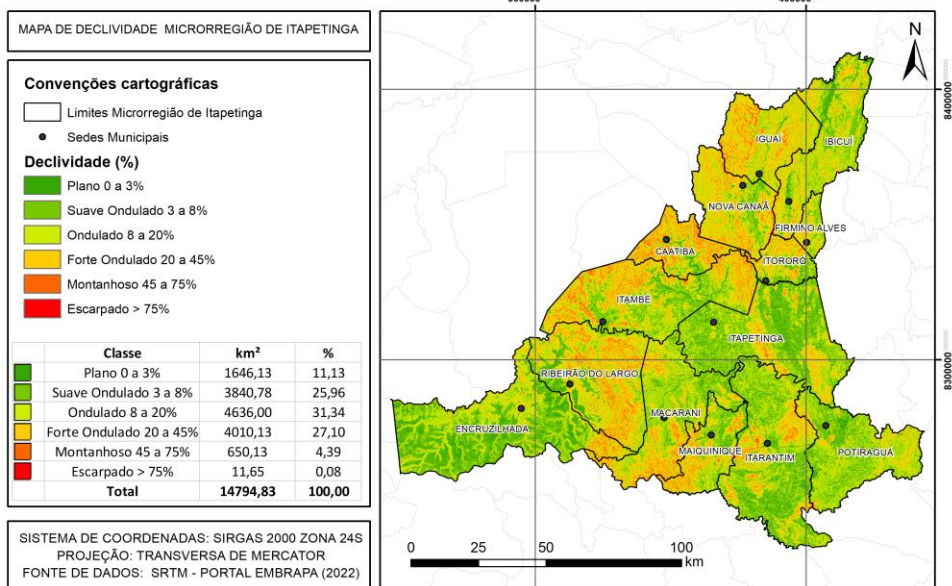 MAPA DE DECLIVIDADE MICRORREGIÃO DE ITAPETINGA
Convenções cartográficas
Limites Microrregião de Itapetinga
Sedes Municipais
Declividade (%)
Plano 0 a 3%
Suave Ondulado 3 a 8%
Ondulado 8 a 20%
Forte Ondulado 20 a 45%
Montanhoso 45 a 75%
Escarpado > 75%
Classe km² %
Plano 0 a 3% 1646,13 11,13
Suave Ondulado 3 a 8% 3840,78 25,96
Ondulado 8 a 20% 4636,00 31,34
Forte Ondulado 20 a 45% 4010,13 27,10
Montanhoso 45 a 75% 650,13 4,39
Escarpado > 75% 11,65 0,08
Total 14794,83 100,00
SISTEMA DE COORDENADAS: SIRGAS 2000 ZONA 24S
PROJEÇÃO: TRANSVERSA DE MERCATOR
FONTE DE DADOS: SRTM - PORTAL EMBRAPA (2022)
N
IGUAÍ
IBICUÍ
NOVA CANAÃ
FIRMINO ALVES
CAATIBA
ITORORÓ
ITAMBÉ
ITAPETINGA
RIBEIRÃO DO LARGO
ENCRUZILHADA
MACARANI
MAIQUINIQUE
ITARANTIM
POTIRAGUÁ
8300000
0 25 50 100
km